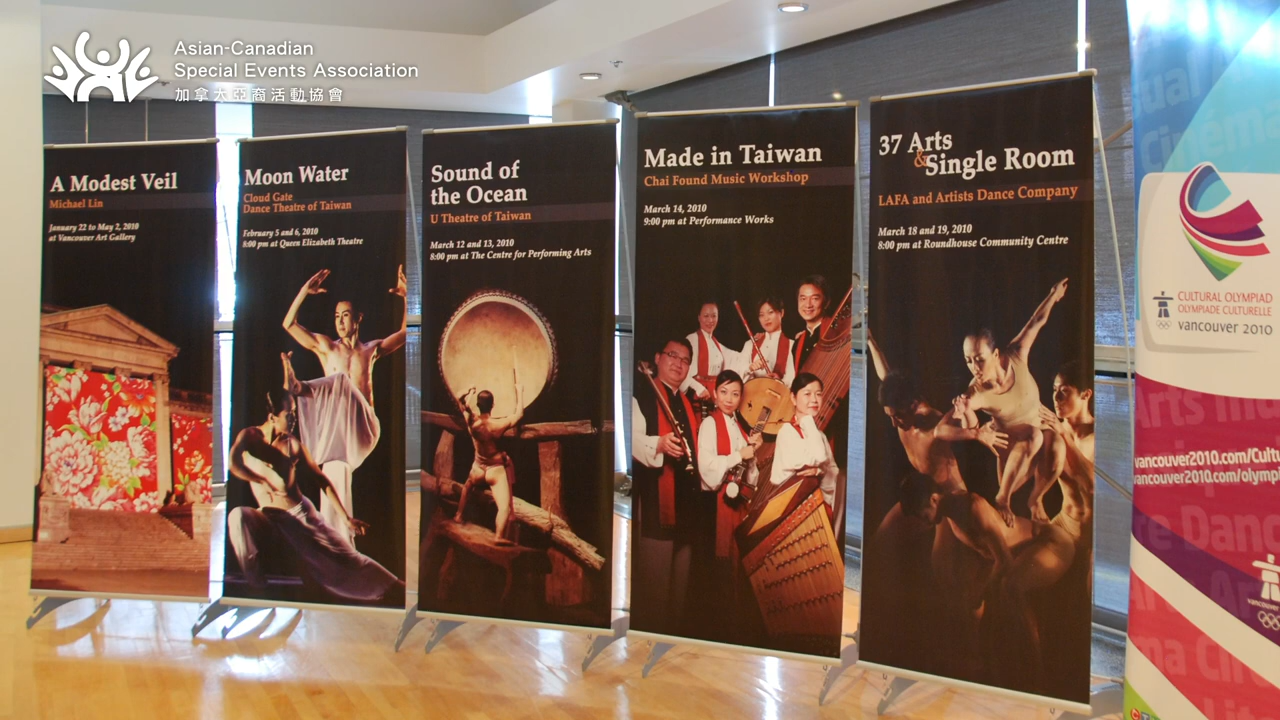 Asian-Canadian
Special Events Association
加拿大亞裔活動協會
A Modest Veil
Michael Lin
January 22 to May 2, 2010
at Vancouver Art Gallery
Moon Water
Cloud Gate
Dance Theatre of Taiwan
February 5 and 6, 2010
8:00 pm at Queen Elizabeth Theatre
Sound of
the Ocean
U Theatre of Taiwan
March 12 and 13, 2010
8:00 pm at The Centre for Performing Arts
Made in Taiwan
Chai Found Music Workshop
March 14, 2010
9:00 pm at Performance Works
37 Arts
& Single Room
LAFA and Artists Dance Company
March 18 and 19, 2010
8:00 pm at Roundhouse Community Centre
CULTURAL OLYMPIAD
OLYMPIADE CULTURELLE
vancouver 2010
vancouver2010.com/Cultu
vancouver2010.com/olymp